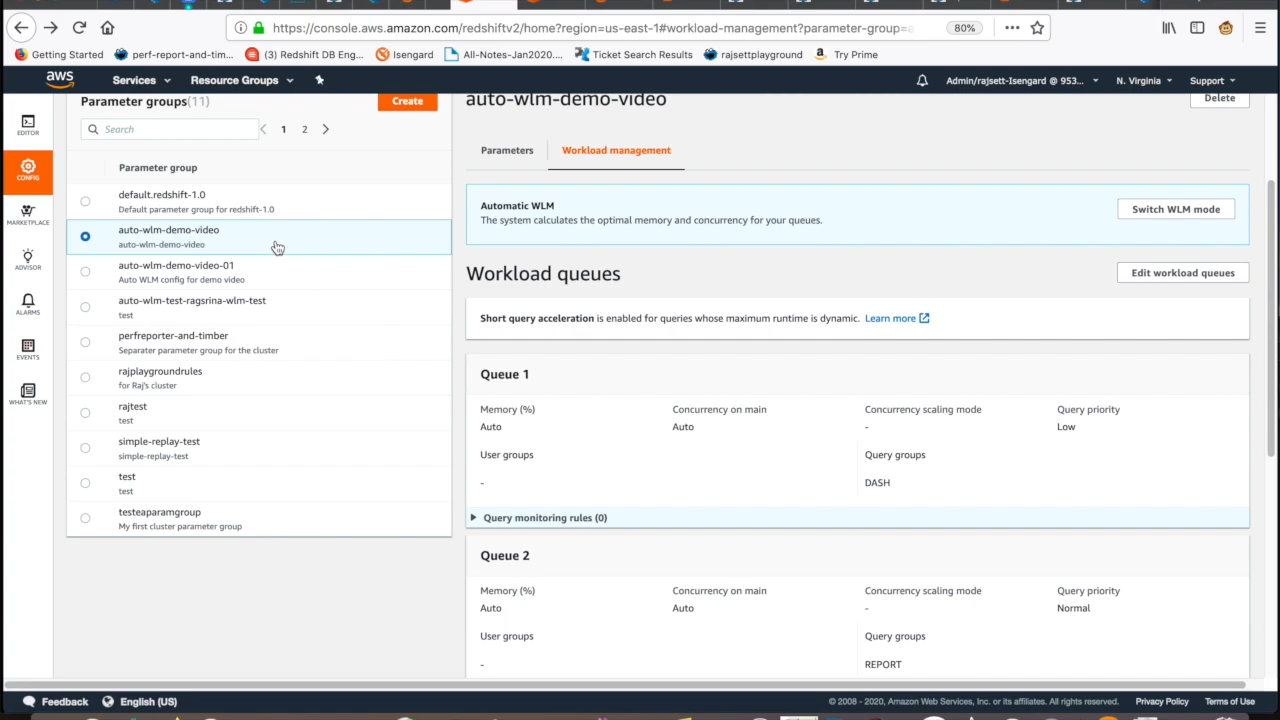 https://console.aws.amazon.com/redshiftv2/home?region=us-east-1#workload-management?parameter-group=a
80%
Getting Started
perf-report-and-tim...
(3) Redshift DB Eng...
Isengard
All-Notes-Jan2020....
Ticket Search Results
rajsettplayground
Try Prime
aws
Services
Resource Groups
Admin/rajsett-Isengard @ 953...
N. Virginia
Support
EDITOR
CONFIG
MARKETPLACE
ADVISOR
ALARMS
EVENTS
WHAT'S NEW
Parameter groups(11)
Create
Search
1
2
Parameter group
default.redshift-1.0
Default parameter group for redshift-1.0
auto-wlm-demo-video
auto-wlm-demo-video
auto-wlm-demo-video-01
Auto WLM config for demo video
auto-wlm-test-ragsrina-wlm-test
test
perfreporter-and-timber
Separater parameter group for the cluster
rajplaygroundrules
for Raj's cluster
rajtest
test
simple-replay-test
simple-replay-test
test
test
testeaparamgroup
My first cluster parameter group
auto-wlm-demo-video
Delete
Parameters
Workload management
Automatic WLM
The system calculates the optimal memory and concurrency for your queues.
Switch WLM mode
Workload queues
Edit workload queues
Short query acceleration is enabled for queries whose maximum runtime is dynamic. Learn more
Queue 1
Memory (%)
Concurrency on main
Concurrency scaling mode
Query priority
Auto
Auto
-
Low
User groups
Query groups
-
DASH
Query monitoring rules (0)
Queue 2
Memory (%)
Concurrency on main
Concurrency scaling mode
Query priority
Auto
Auto
-
Normal
User groups
Query groups
-
REPORT
Feedback
English (US)
© 2008 - 2020, Amazon Web Services, Inc. or its affiliates. All rights reserved.
Privacy Policy
Terms of Use